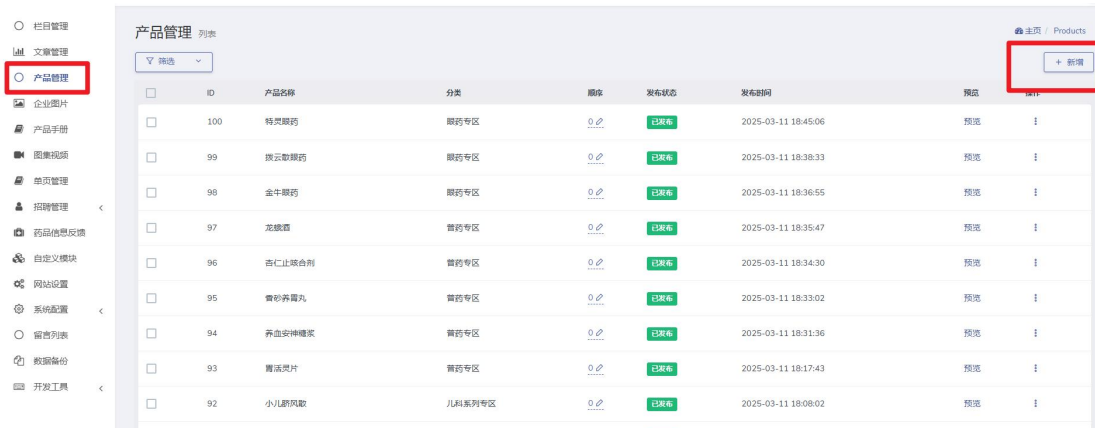 栏目管理
文章管理
产品管理
企业图片
产品手册
图集视频
单页管理
招聘管理
药品信息反馈
自定义模块
网站设置
系统配置
留言列表
数据备份
开发工具
产品管理 列表
主页 / Products
筛选
+ 新增
ID 产品名称 分类 顺序 发布状态 发布时间 预览 操作
100 特灵眼药 眼药专区 0 已发布 2025-03-11 18:45:06 预览
99 拨云散眼药 眼药专区 0 已发布 2025-03-11 18:38:33 预览
98 金牛眼药 眼药专区 0 已发布 2025-03-11 18:36:55 预览
97 龙蛾酒 普药专区 0 已发布 2025-03-11 18:35:47 预览
96 杏仁止咳合剂 普药专区 0 已发布 2025-03-11 18:34:30 预览
95 香砂养胃丸 普药专区 0 已发布 2025-03-11 18:33:02 预览
94 养血安神糖浆 普药专区 0 已发布 2025-03-11 18:31:36 预览
93 胃活灵片 普药专区 0 已发布 2025-03-11 18:17:43 预览
92 小儿脐风散 儿科系列专区 0 已发布 2025-03-11 18:08:02 预览